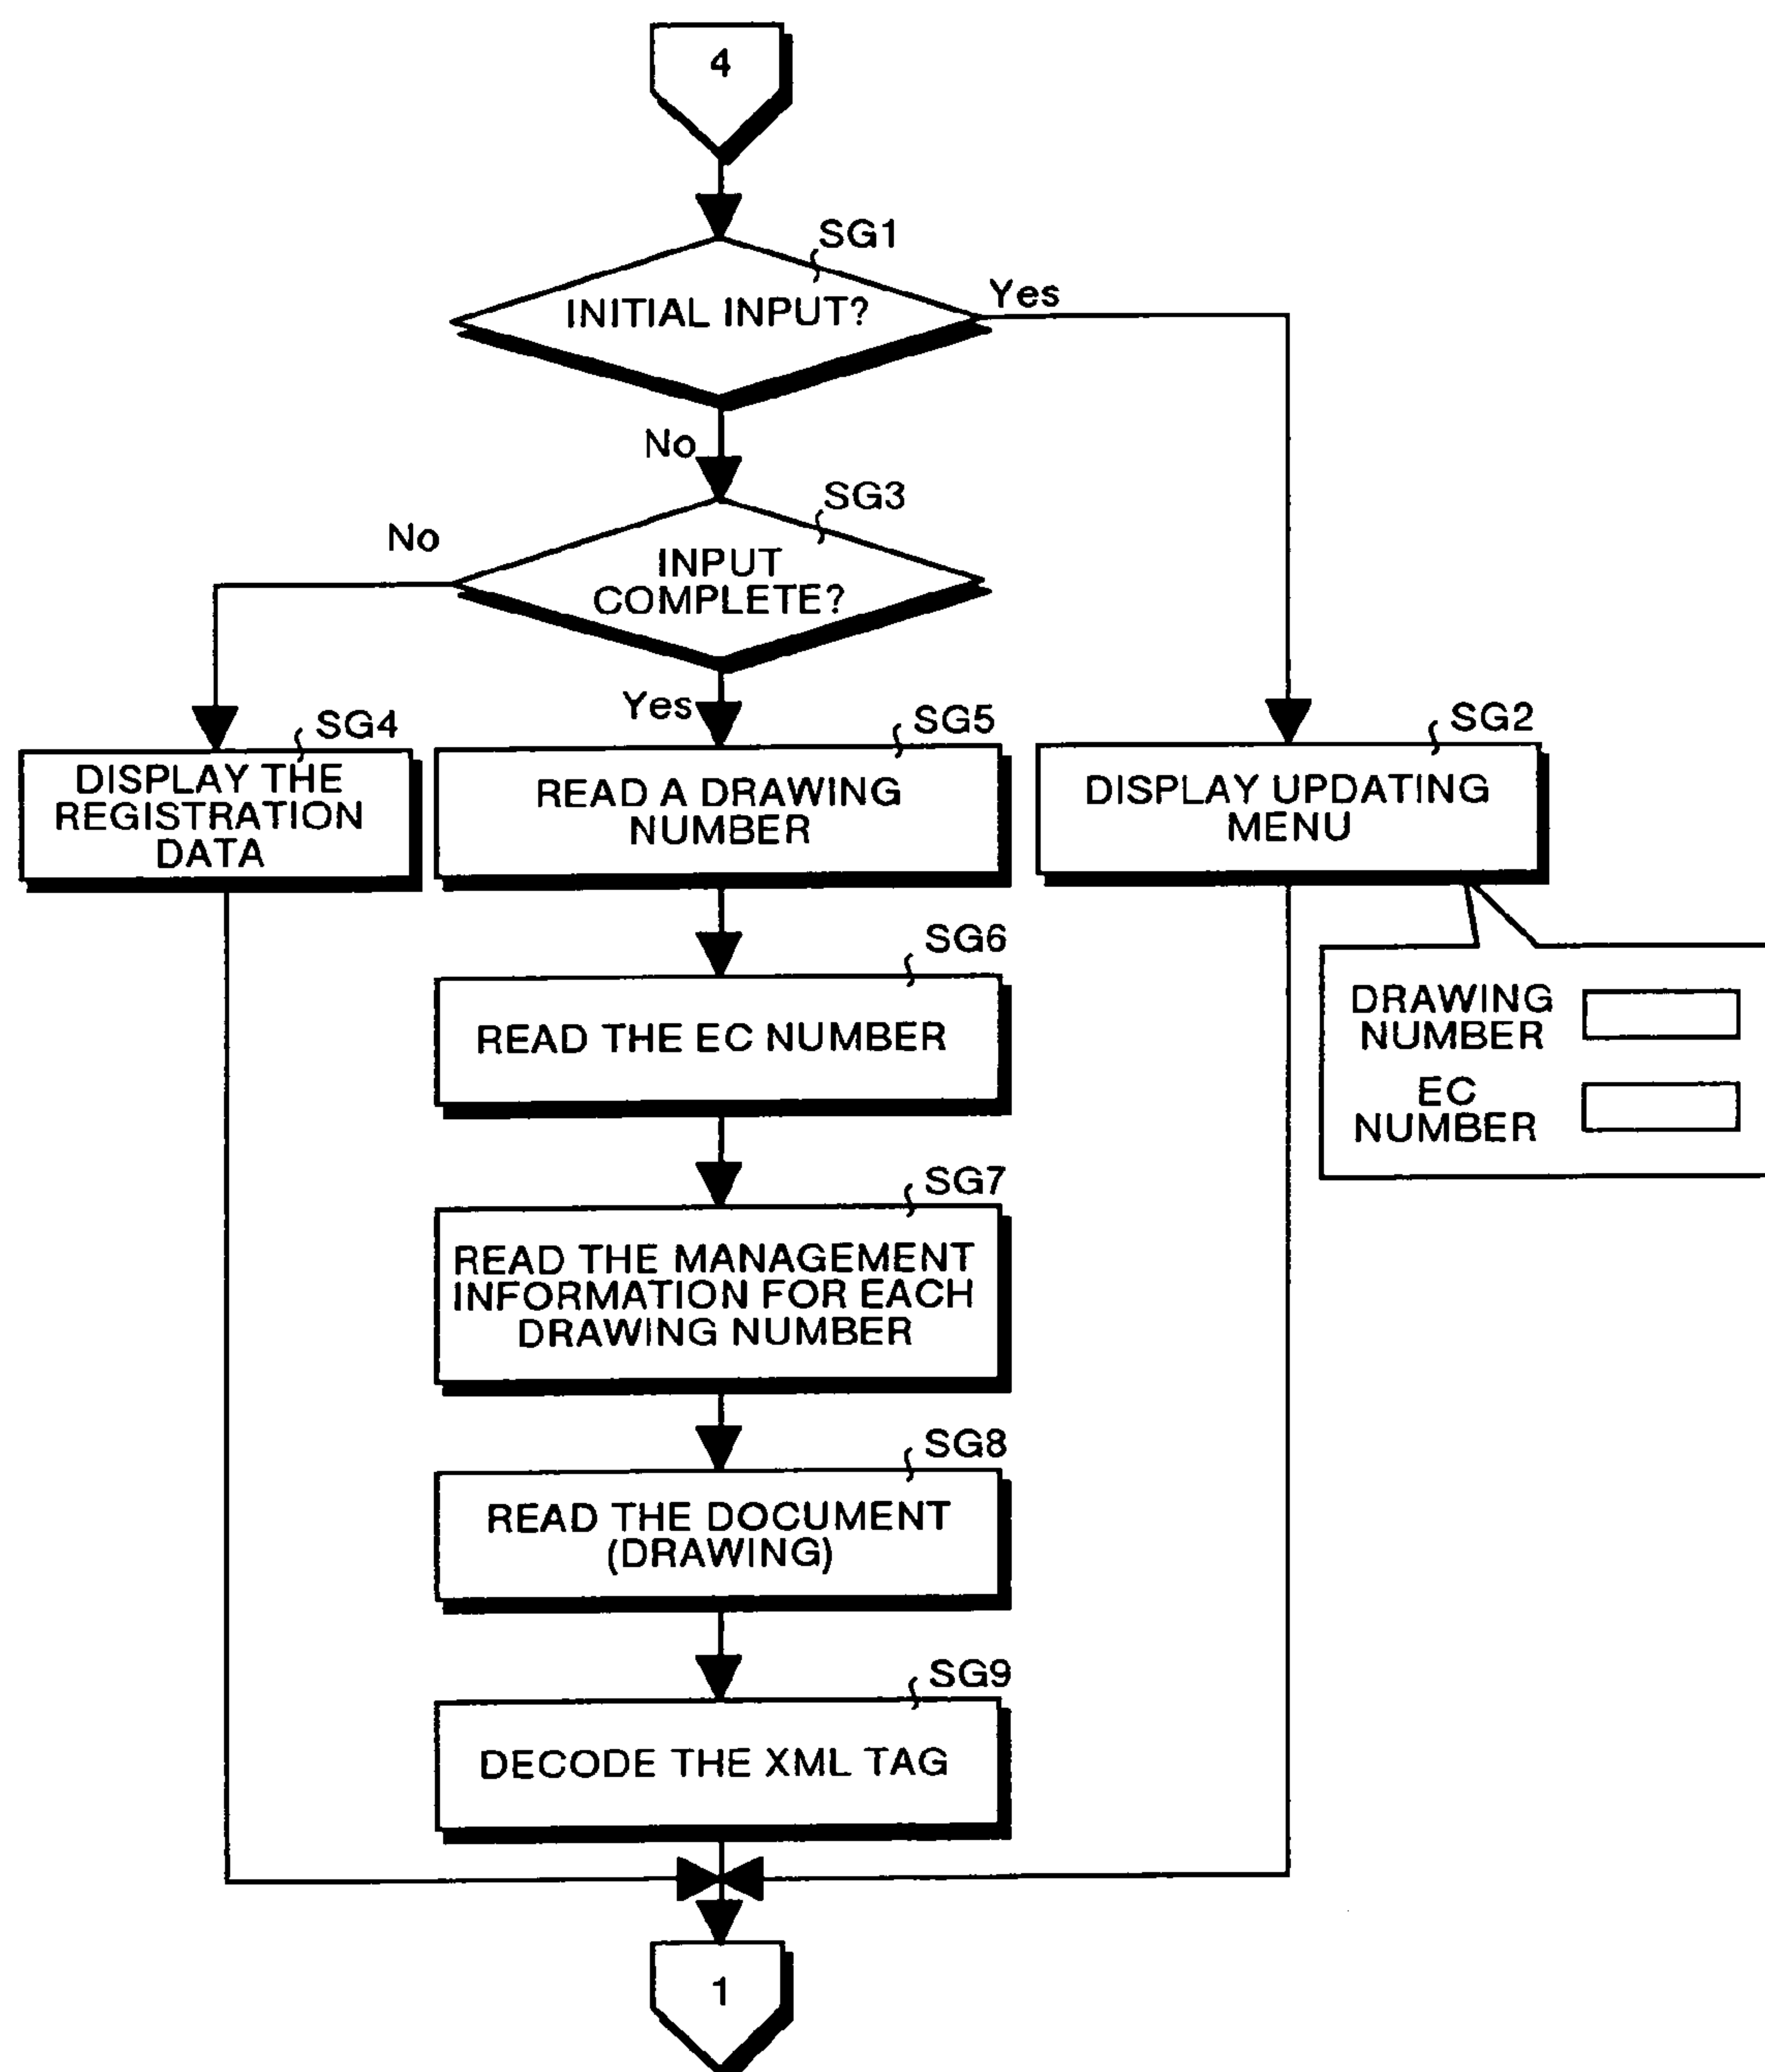 4
SG1
INITIAL INPUT?
Yes
No
SG3
No
INPUT
COMPLETE?
Yes
SG4
DISPLAY THE
REGISTRATION
DATA
SG5
READ A DRAWING
NUMBER
SG2
DISPLAY UPDATING
MENU
SG6
READ THE EC NUMBER
DRAWING
NUMBER
EC
NUMBER
SG7
READ THE MANAGEMENT
INFORMATION FOR EACH
DRAWING NUMBER
SG8
READ THE DOCUMENT
(DRAWING)
SG9
DECODE THE XML TAG
1